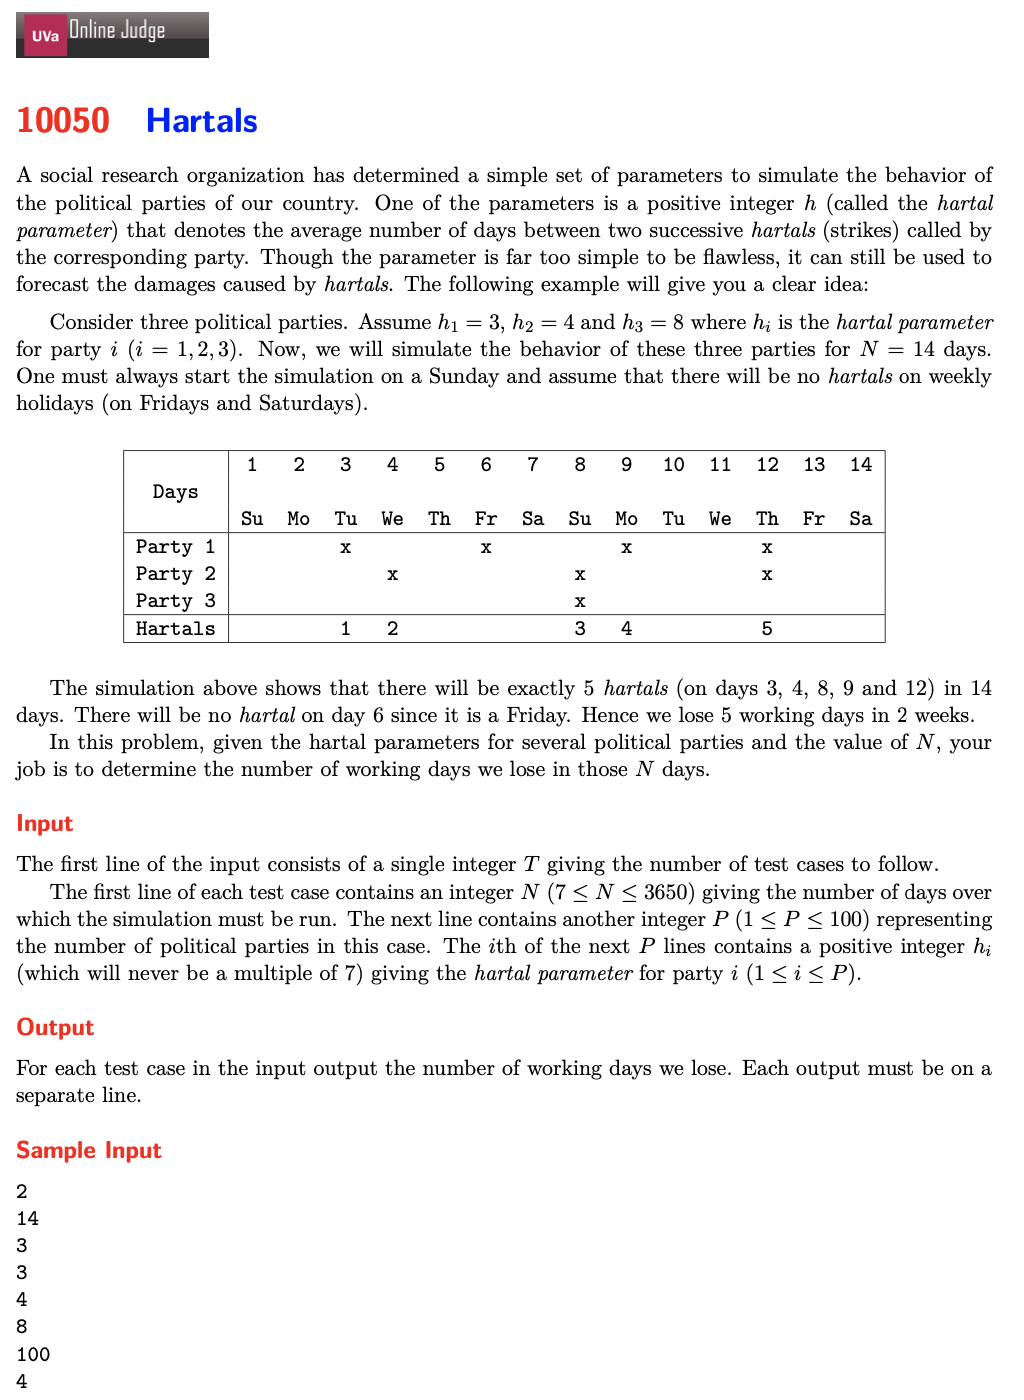 UVa Online Judge
10050 Hartals
A social research organization has determined a simple set of parameters to simulate the behavior of
the political parties of our country. One of the parameters is a positive integer h (called the hartal
parameter) that denotes the average number of days between two successive hartals (strikes) called by
the corresponding party. Though the parameter is far too simple to be flawless, it can still be used to
forecast the damages caused by hartals. The following example will give you a clear idea:
Consider three political parties. Assume h₁ = 3, h₂ = 4 and h₃ = 8 where hᵢ is the hartal parameter
for party i (i = 1, 2, 3). Now, we will simulate the behavior of these three parties for N = 14 days.
One must always start the simulation on a Sunday and assume that there will be no hartals on weekly
holidays (on Fridays and Saturdays).
1 2 3 4 5 6 7 8 9 10 11 12 13 14
Days
Su Mo Tu We Th Fr Sa Su Mo Tu We Th Fr Sa
Party 1 x x x x
Party 2 x x x
Party 3 x
Hartals 1 2 3 4 5
The simulation above shows that there will be exactly 5 hartals (on days 3, 4, 8, 9 and 12) in 14
days. There will be no hartal on day 6 since it is a Friday. Hence we lose 5 working days in 2 weeks.
In this problem, given the hartal parameters for several political parties and the value of N, your
job is to determine the number of working days we lose in those N days.
Input
The first line of the input consists of a single integer T giving the number of test cases to follow.
The first line of each test case contains an integer N (7 ≤ N ≤ 3650) giving the number of days over
which the simulation must be run. The next line contains another integer P (1 ≤ P ≤ 100) representing
the number of political parties in this case. The ith of the next P lines contains a positive integer hᵢ
(which will never be a multiple of 7) giving the hartal parameter for party i (1 ≤ i ≤ P).
Output
For each test case in the input output the number of working days we lose. Each output must be on a
separate line.
Sample Input
2
14
3
3
4
8
100
4